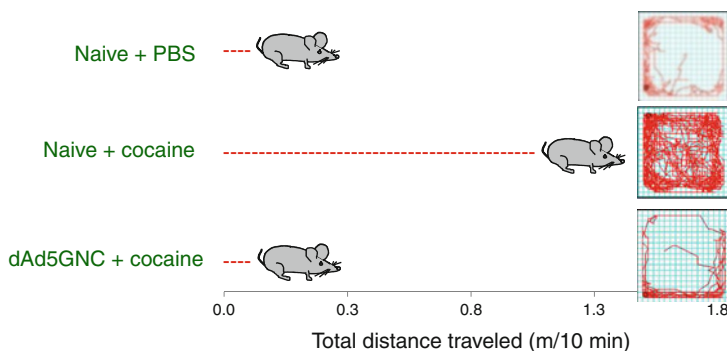 Naive + PBS
Naive + cocaine
dAd5GNC + cocaine
0.0 0.3 0.8 1.3 1.8
Total distance traveled (m/10 min)